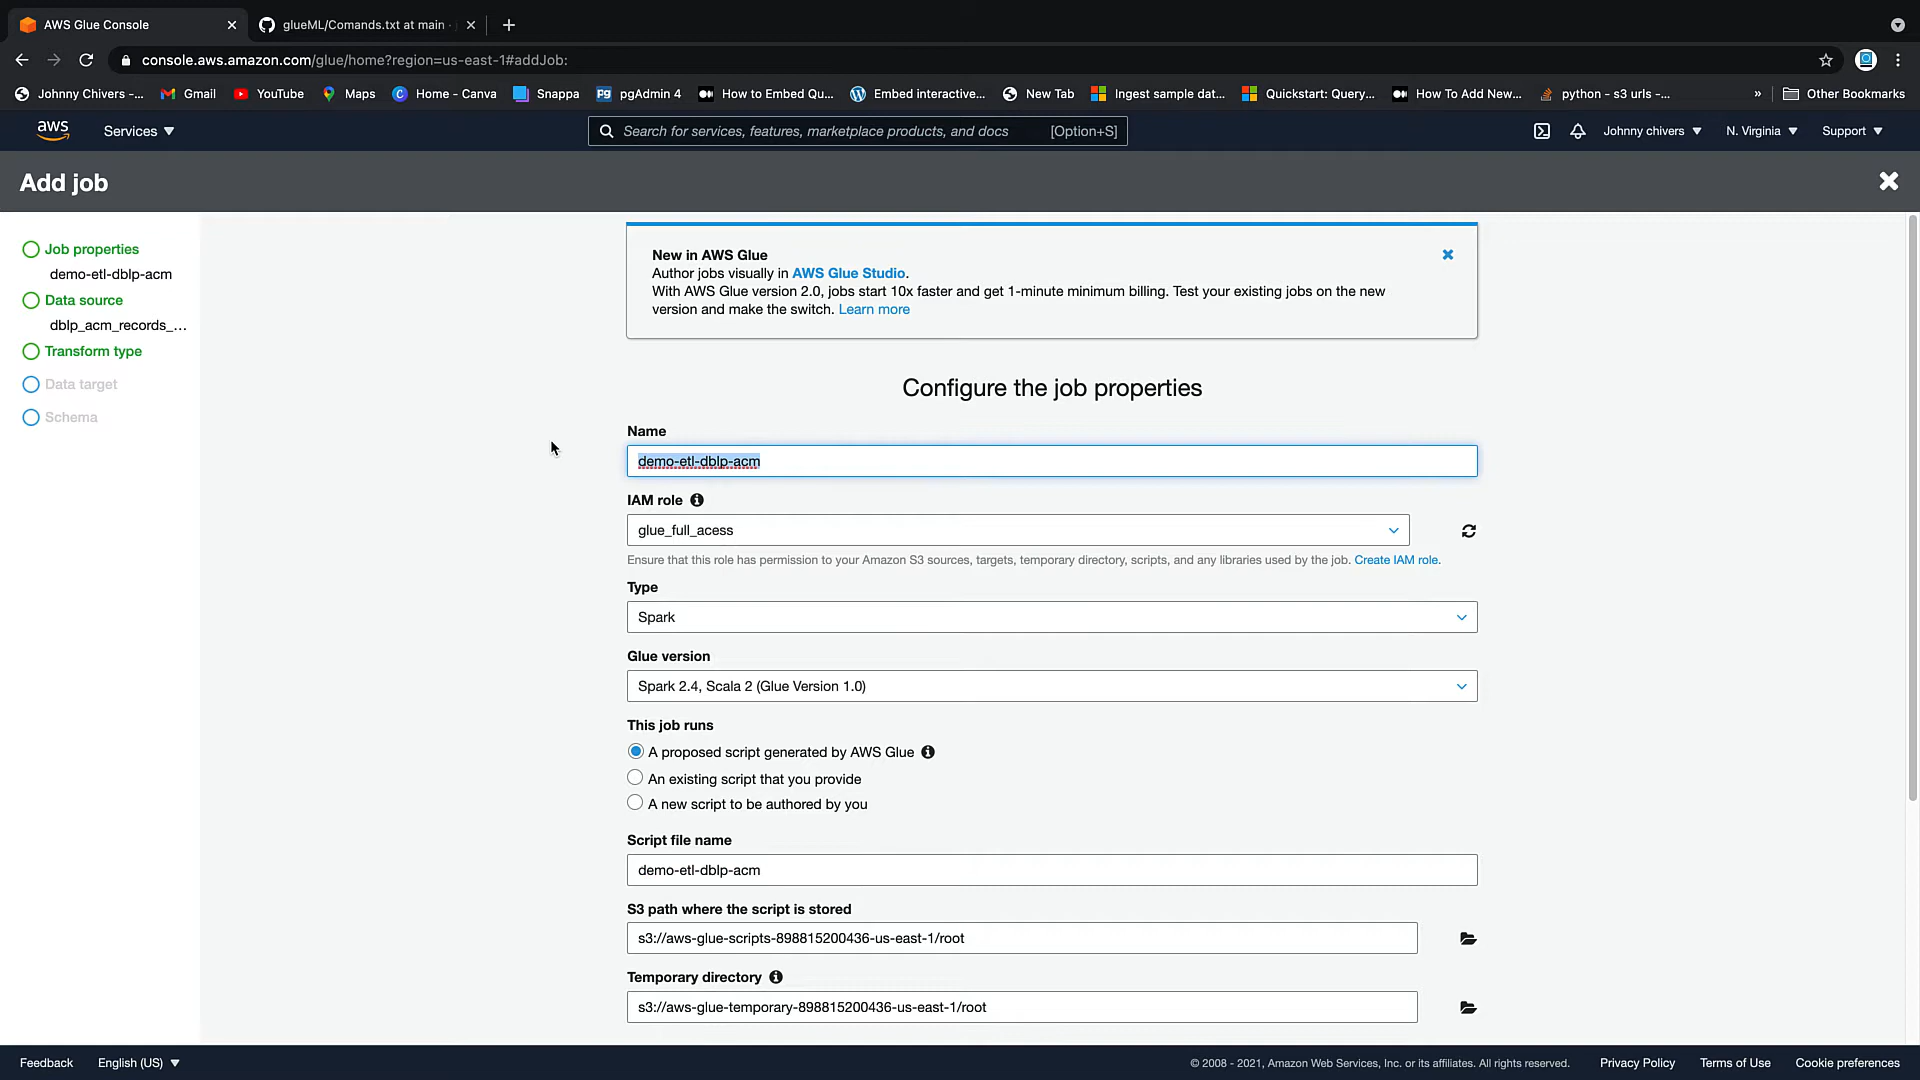 AWS Glue Console
glueML/Comands.txt at main ·
console.aws.amazon.com/glue/home?region=us-east-1#addJob:
Johnny Chivers -...
Gmail
YouTube
Maps
Home - Canva
Snappa
pgAdmin 4
How to Embed Qu...
Embed interactive...
New Tab
Ingest sample dat...
Quickstart: Query...
How To Add New...
python - s3 urls -...
»
Other Bookmarks
aws
Services
Search for services, features, marketplace products, and docs
[Option+S]
Johnny chivers
N. Virginia
Support
Add job
Job properties
demo-etl-dblp-acm
Data source
dblp_acm_records_...
Transform type
Data target
Schema
New in AWS Glue
Author jobs visually in AWS Glue Studio.
With AWS Glue version 2.0, jobs start 10x faster and get 1-minute minimum billing. Test your existing jobs on the new
version and make the switch. Learn more
Configure the job properties
Name
demo-etl-dblp-acm
IAM role
glue_full_acess
Ensure that this role has permission to your Amazon S3 sources, targets, temporary directory, scripts, and any libraries used by the job. Create IAM role.
Type
Spark
Glue version
Spark 2.4, Scala 2 (Glue Version 1.0)
This job runs
A proposed script generated by AWS Glue
An existing script that you provide
A new script to be authored by you
Script file name
demo-etl-dblp-acm
S3 path where the script is stored
s3://aws-glue-scripts-898815200436-us-east-1/root
Temporary directory
s3://aws-glue-temporary-898815200436-us-east-1/root
Feedback
English (US)
© 2008 - 2021, Amazon Web Services, Inc. or its affiliates. All rights reserved.
Privacy Policy
Terms of Use
Cookie preferences